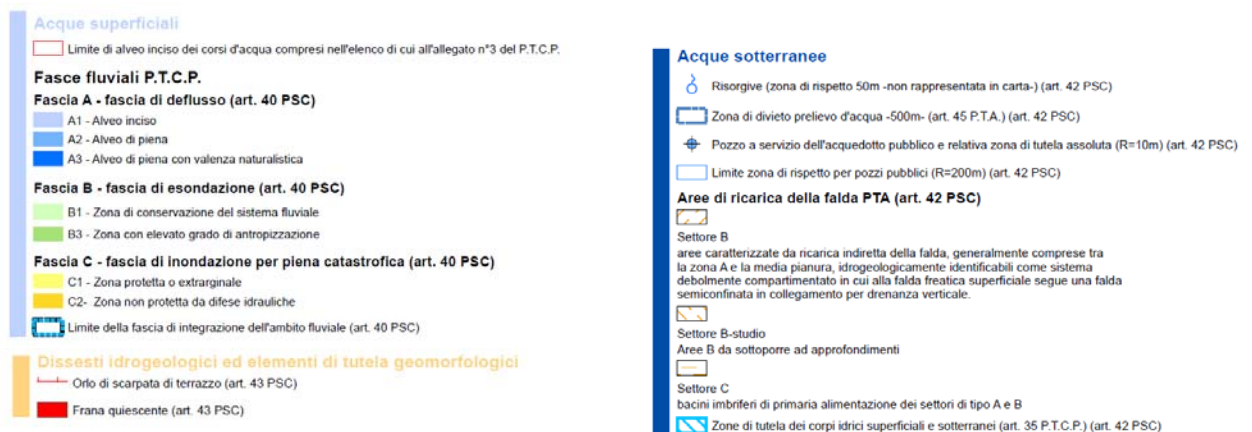 Acque superficiali
Limite di alveo inciso dei corsi d'acqua compresi nell'elenco di cui all'allegato n°3 del P.T.C.P.
Fasce fluviali P.T.C.P.
Fascia A - fascia di deflusso (art. 40 PSC)
A1 - Alveo inciso
A2 - Alveo di piena
A3 - Alveo di piena con valenza naturalistica
Fascia B - fascia di esondazione (art. 40 PSC)
B1 - Zona di conservazione del sistema fluviale
B3 - Zona con elevato grado di antropizzazione
Fascia C - fascia di inondazione per piena catastrofica (art. 40 PSC)
C1 - Zona protetta o extrarginale
C2- Zona non protetta da difese idrauliche
Limite della fascia di integrazione dell'ambito fluviale (art. 40 PSC)
Dissesti idrogeologici ed elementi di tutela geomorfologici
Orlo di scarpata di terrazzo (art. 43 PSC)
Frana quiescente (art. 43 PSC)
Acque sotterranee
Risorgive (zona di rispetto 50m -non rappresentata in carta-) (art. 42 PSC)
Zona di divieto prelievo d'acqua -500m- (art. 45 P.T.A.) (art. 42 PSC)
Pozzo a servizio dell'acquedotto pubblico e relativa zona di tutela assoluta (R=10m) (art. 42 PSC)
Limite zona di rispetto per pozzi pubblici (R=200m) (art. 42 PSC)
Aree di ricarica della falda PTA (art. 42 PSC)
Settore B
aree caratterizzate da ricarica indiretta della falda, generalmente comprese tra
la zona A e la media pianura, idrogeologicamente identificabili come sistema
debolmente compartimentato in cui alla falda freatica superficiale segue una falda
semiconfinata in collegamento per drenanza verticale.
Settore B-studio
Aree B da sottoporre ad approfondimenti
Settore C
bacini imbriferi di primaria alimentazione dei settori di tipo A e B
Zone di tutela dei corpi idrici superficiali e sotterranei (art. 35 P.T.C.P.) (art. 42 PSC)